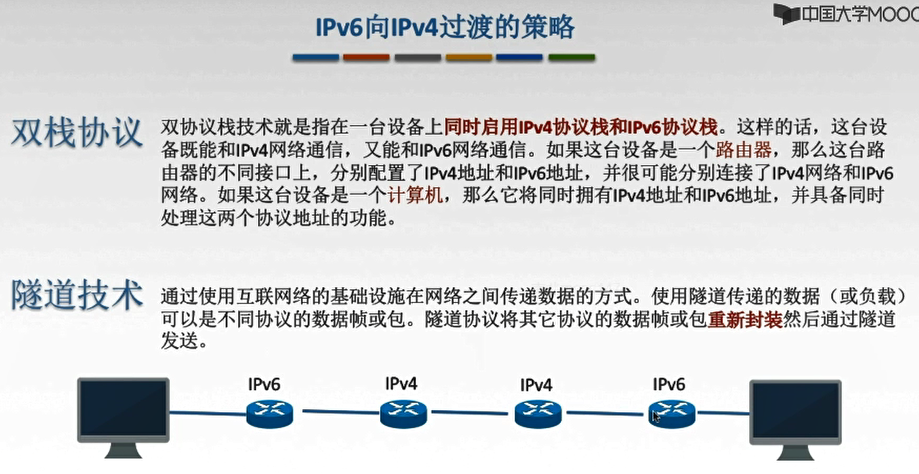 中国大学MOOC
IPv6向IPv4过渡的策略
双栈协议
双协议栈技术就是指在一台设备上同时启用IPv4协议栈和IPv6协议栈。这样的话，这台设
备既能和IPv4网络通信，又能和IPv6网络通信。如果这台设备是一个路由器，那么这台路
由器的不同接口上，分别配置了IPv4地址和IPv6地址，并很可能分别连接了IPv4网络和IPv6
网络。如果这台设备是一个计算机，那么它将同时拥有IPv4地址和IPv6地址，并具备同时
处理这两个协议地址的功能。
隧道技术
通过使用互联网络的基础设施在网络之间传递数据的方式。使用隧道传递的数据（或负载）
可以是不同协议的数据帧或包。隧道协议将其它协议的数据帧或包重新封装然后通过隧道
发送。
IPv6 IPv4 IPv4 IPv6